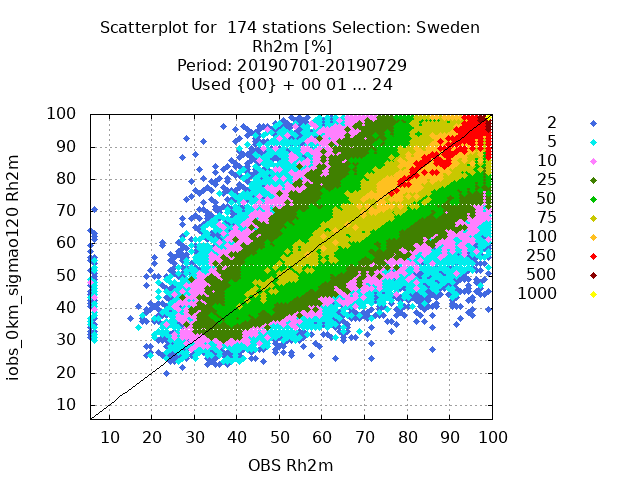 Scatterplot for  174 stations Selection: Sweden
Rh2m [%]
Period: 20190701-20190729
Used {00} + 00 01 ... 24
iobs_0km_sigmao120 Rh2m
100
90
80
70
60
50
40
30
20
10
10 20 30 40 50 60 70 80 90 100
OBS Rh2m
2
5
10
25
50
75
100
250
500
1000